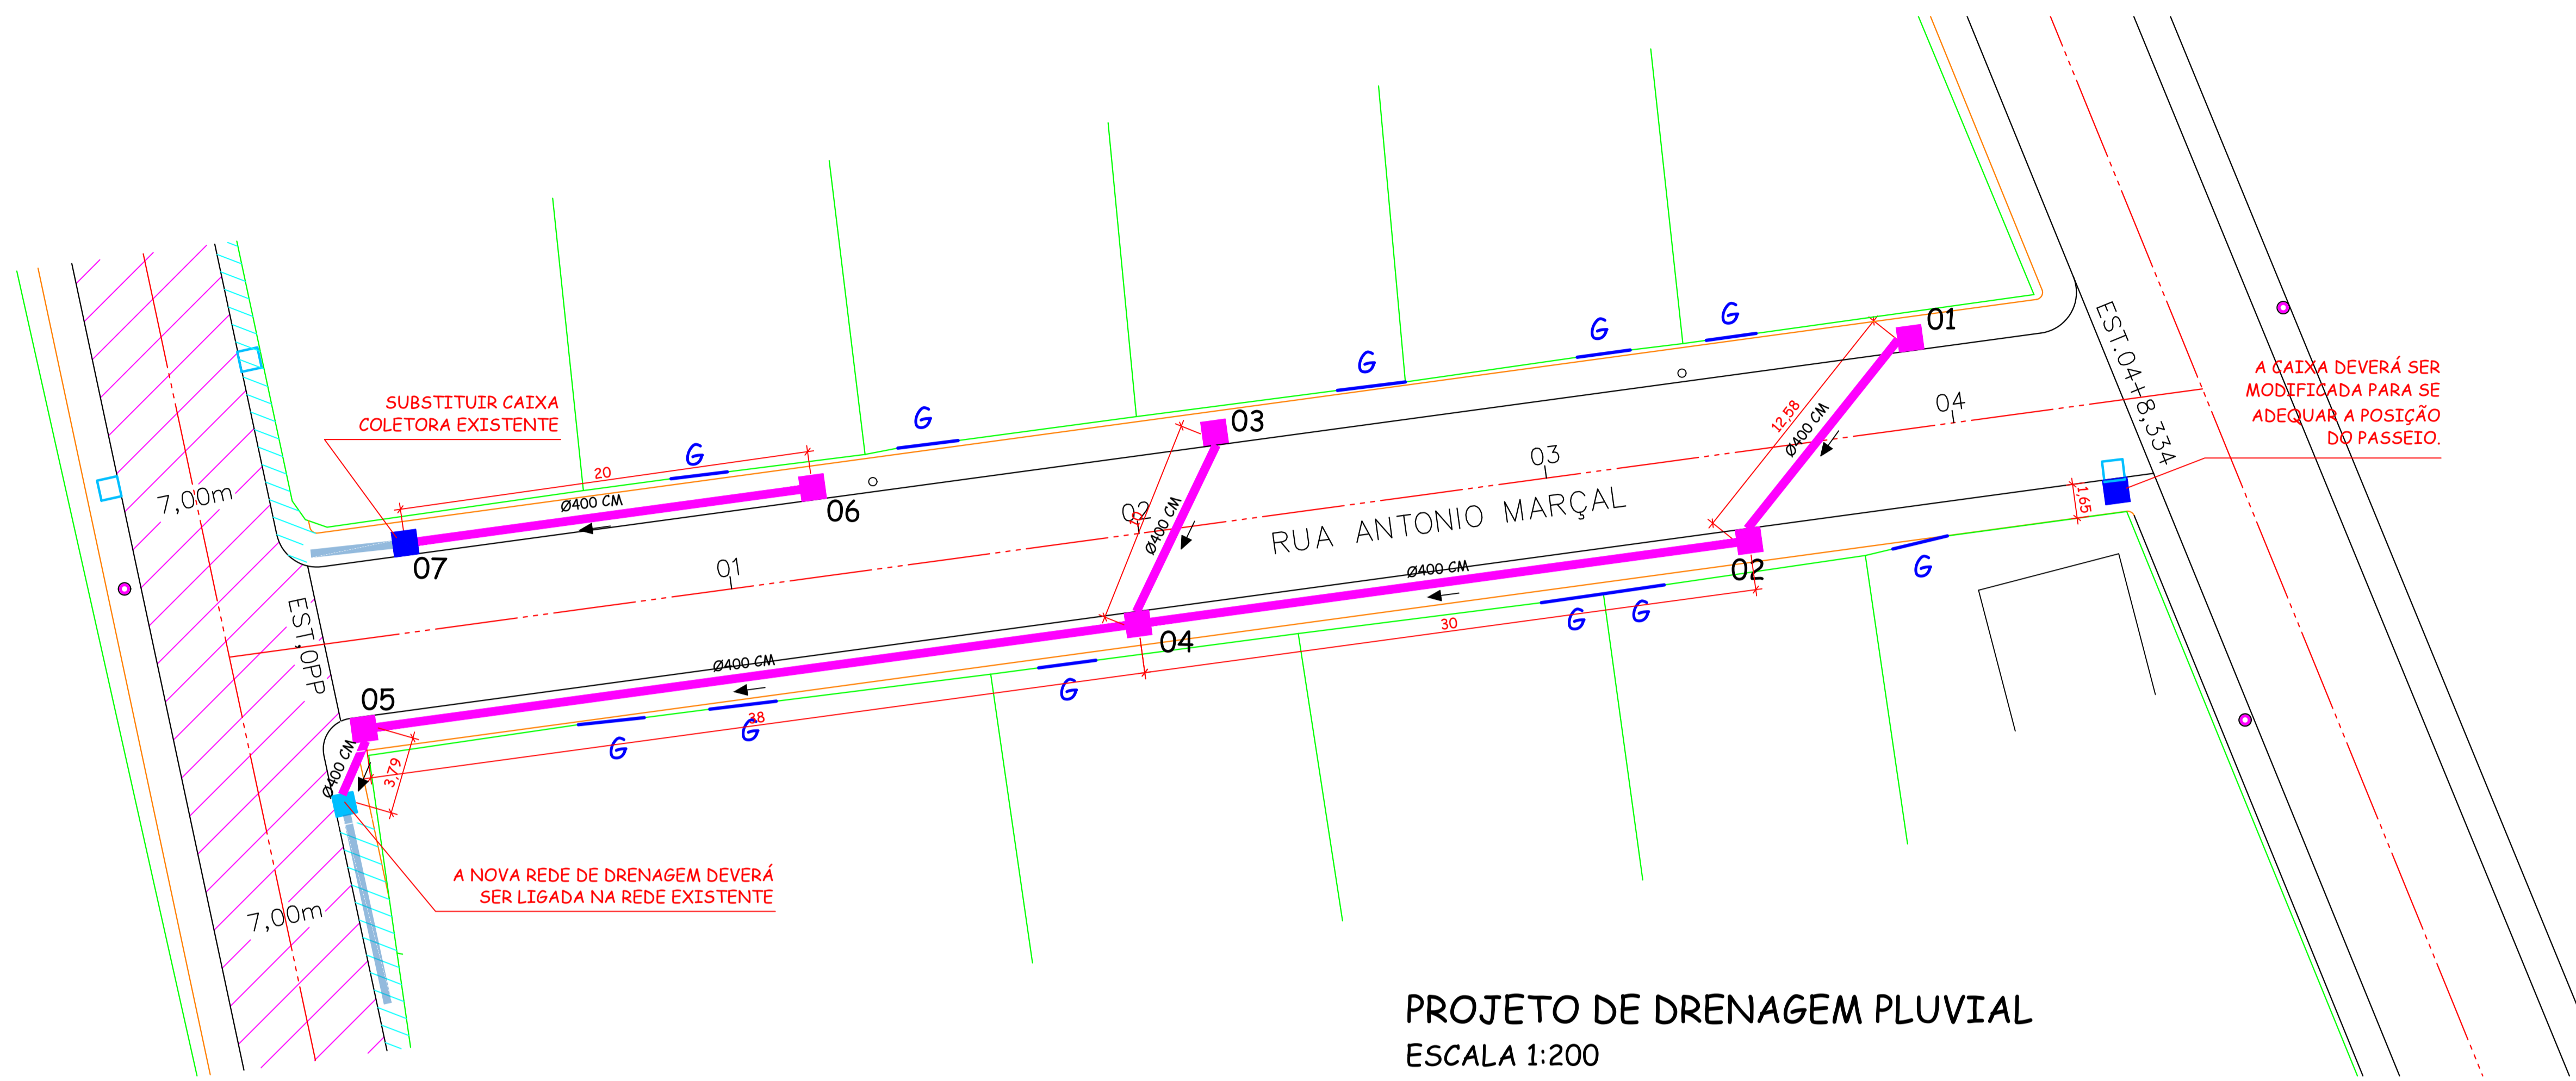 G
G
01
EST.04+8,334
A CAIXA DEVERÁ SER
MODIFICADA PARA SE
ADEQUAR A POSIÇÃO
DO PASSEIO.
G
SUBSTITUIR CAIXA
COLETORA EXISTENTE
G
03
12,58
Ø400 CM
04
G
20
Ø400 CM
06
7,00m
02
10
Ø400 CM
03
RUA ANTONIO MARÇAL
1,65
07
01
Ø400 CM
02
G
G
G
30
EST,0PP
Ø400 CM
04
05
G
38
G
G
Ø400 CM
3,79
A NOVA REDE DE DRENAGEM DEVERÁ
SER LIGADA NA REDE EXISTENTE
7,00m
PROJETO DE DRENAGEM PLUVIAL
ESCALA 1:200